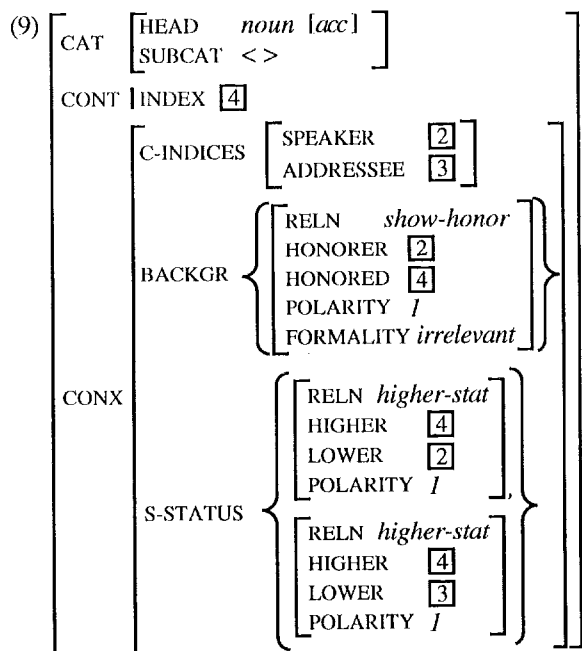 (9)
CAT HEAD noun [acc]
SUBCAT < >
CONT INDEX 4
CONX
C-INDICES SPEAKER 2
ADDRESSEE 3
BACKGR { RELN show-honor
HONORER 2
HONORED 4
POLARITY 1
FORMALITY irrelevant }
S-STATUS { RELN higher-stat
HIGHER 4
LOWER 2
POLARITY 1 ,
RELN higher-stat
HIGHER 4
LOWER 3
POLARITY 1 }